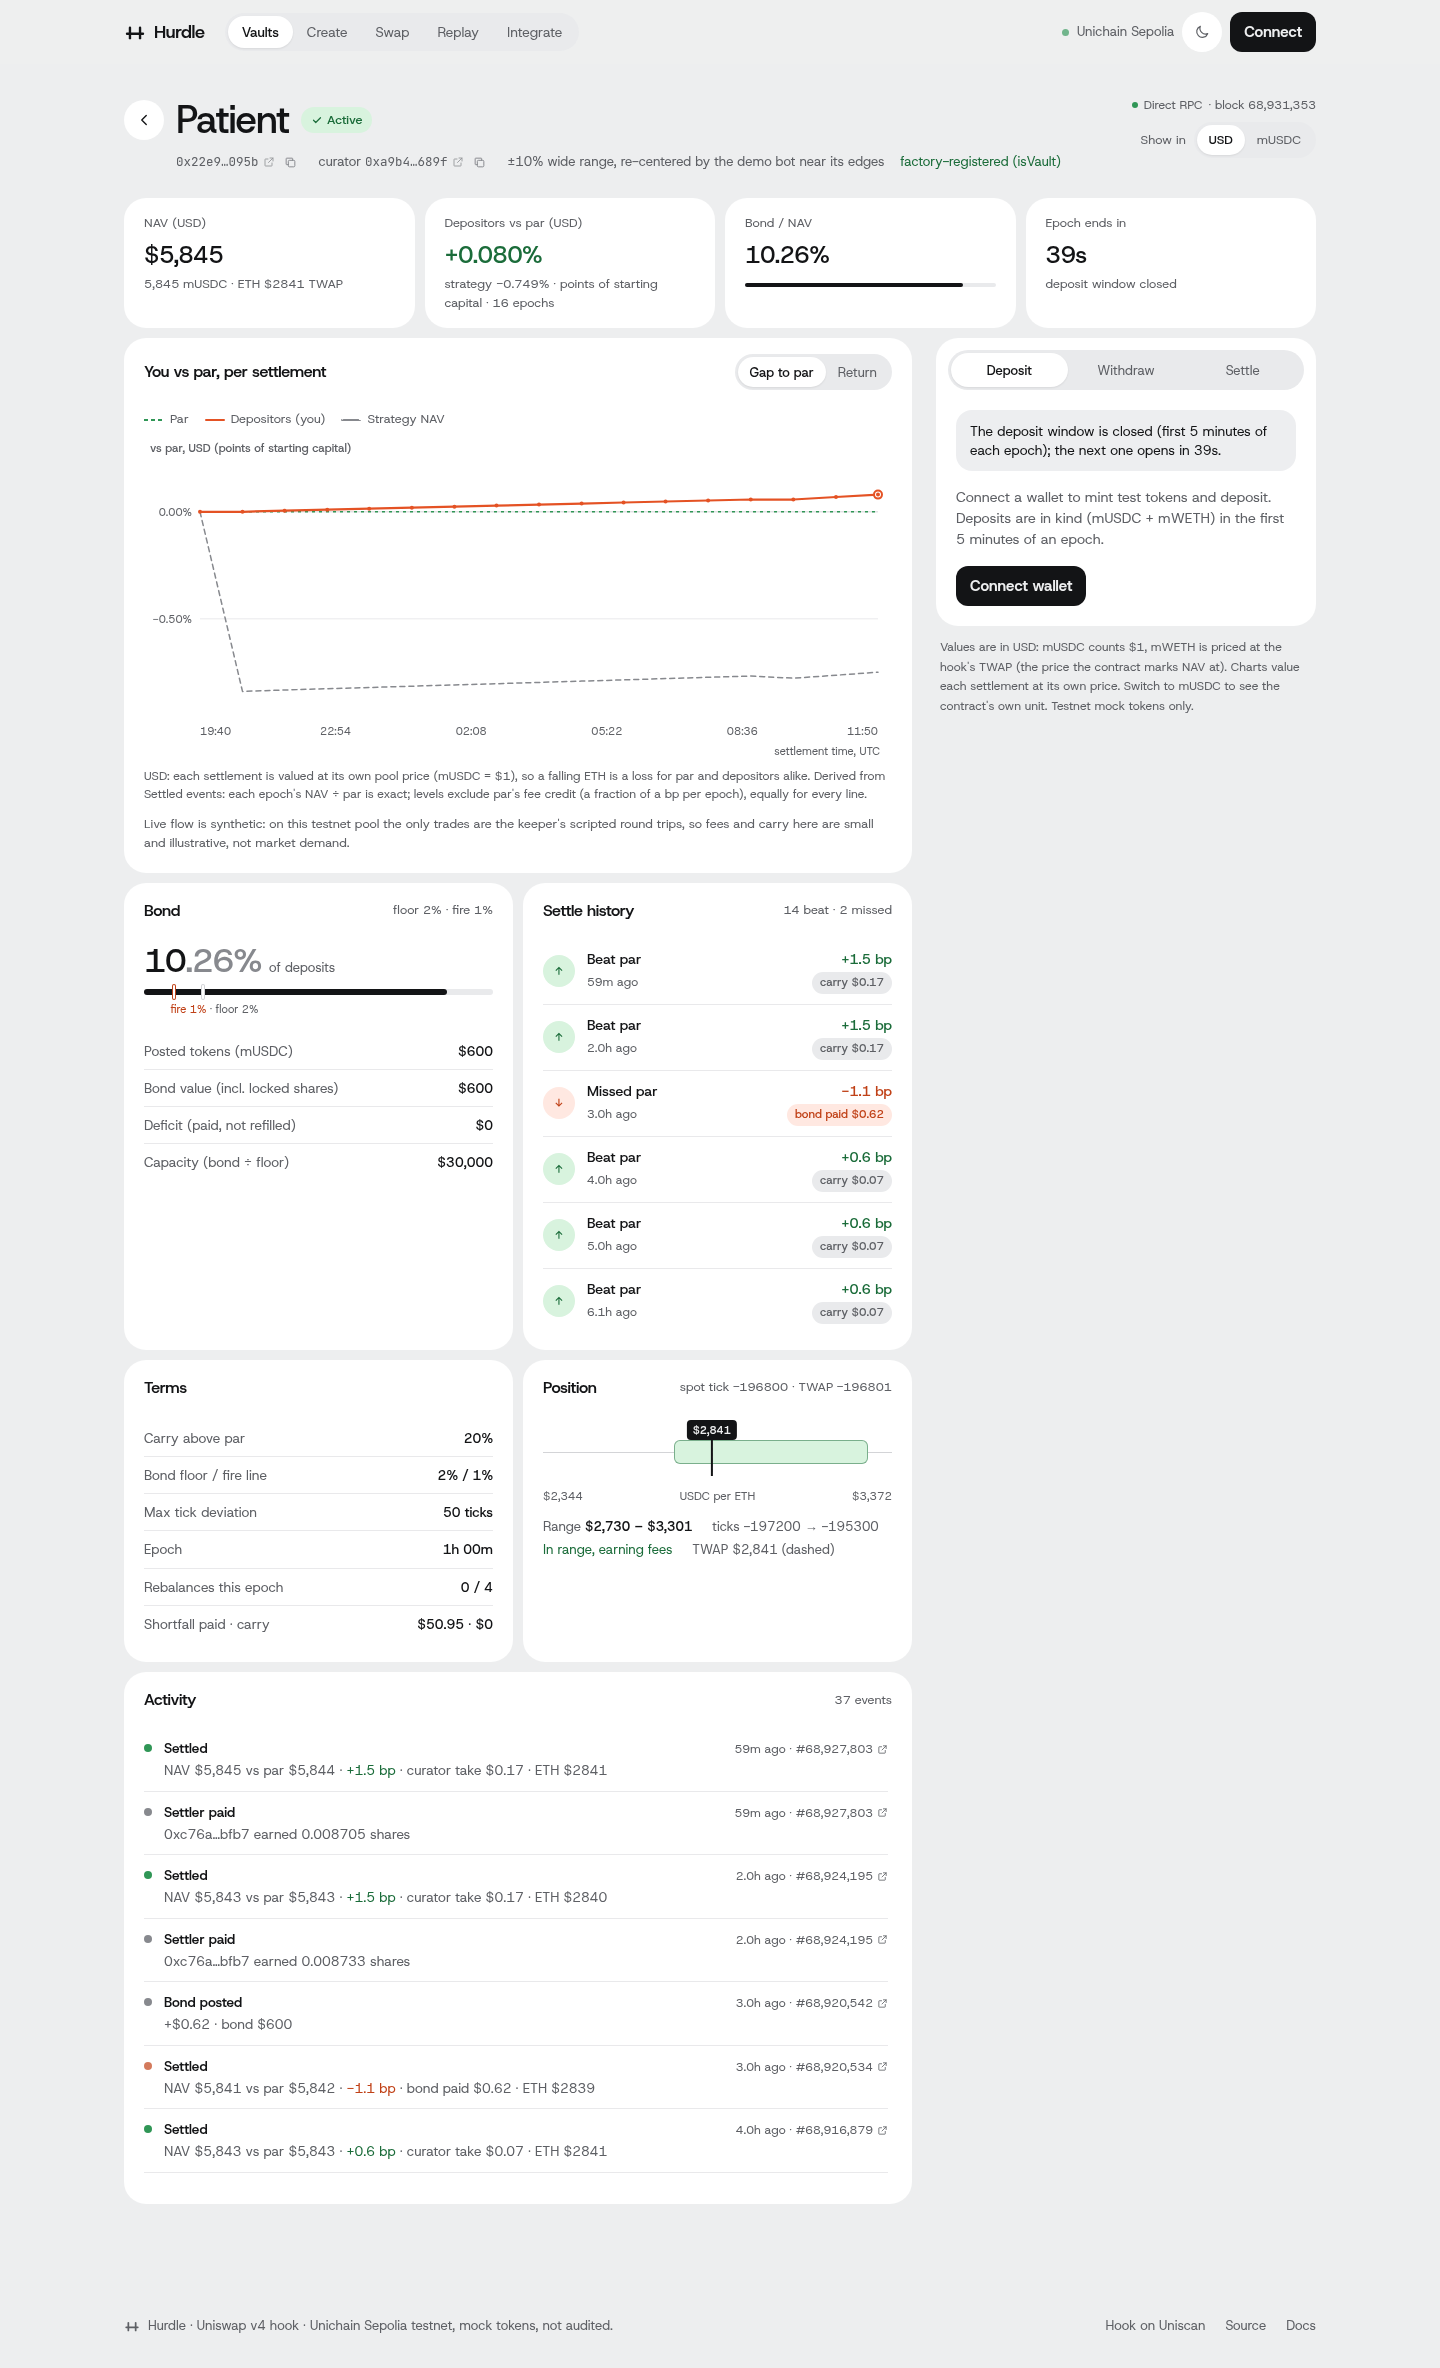 Hurdle
Vaults
Create
Swap
Replay
Integrate
Unichain Sepolia
Connect
Patient
Active
Direct RPC · block 68,931,353
Show in
USD
mUSDC
0x22e9…095b
curator 0xa9b4…689f
±10% wide range, re-centered by the demo bot near its edges
factory-registered (isVault)
NAV (USD)
$5,845
5,845 mUSDC · ETH $2841 TWAP
Depositors vs par (USD)
+0.080%
strategy −0.749% · points of starting
capital · 16 epochs
Bond / NAV
10.26%
Epoch ends in
39s
deposit window closed
You vs par, per settlement
Gap to par
Return
Par
Depositors (you)
Strategy NAV
vs par, USD (points of starting capital)
0.00%
−0.50%
19:40
22:54
02:08
05:22
08:36
11:50
settlement time, UTC
USD: each settlement is valued at its own pool price (mUSDC = $1), so a falling ETH is a loss for par and depositors alike. Derived from
Settled events: each epoch's NAV ÷ par is exact; levels exclude par's fee credit (a fraction of a bp per epoch), equally for every line.
Live flow is synthetic: on this testnet pool the only trades are the keeper's scripted round trips, so fees and carry here are small
and illustrative, not market demand.
Deposit
Withdraw
Settle
The deposit window is closed (first 5 minutes of
each epoch); the next one opens in 39s.
Connect a wallet to mint test tokens and deposit.
Deposits are in kind (mUSDC + mWETH) in the first
5 minutes of an epoch.
Connect wallet
Values are in USD: mUSDC counts $1, mWETH is priced at the
hook's TWAP (the price the contract marks NAV at). Charts value
each settlement at its own price. Switch to mUSDC to see the
contract's own unit. Testnet mock tokens only.
Bond
floor 2% · fire 1%
10.26% of deposits
fire 1% · floor 2%
Posted tokens (mUSDC)
$600
Bond value (incl. locked shares)
$600
Deficit (paid, not refilled)
$0
Capacity (bond ÷ floor)
$30,000
Settle history
14 beat · 2 missed
Beat par
+1.5 bp
59m ago
carry $0.17
Beat par
+1.5 bp
2.0h ago
carry $0.17
Missed par
−1.1 bp
3.0h ago
bond paid $0.62
Beat par
+0.6 bp
4.0h ago
carry $0.07
Beat par
+0.6 bp
5.0h ago
carry $0.07
Beat par
+0.6 bp
6.1h ago
carry $0.07
Terms
Carry above par
20%
Bond floor / fire line
2% / 1%
Max tick deviation
50 ticks
Epoch
1h 00m
Rebalances this epoch
0 / 4
Shortfall paid · carry
$50.95 · $0
Position
spot tick −196800 · TWAP −196801
$2,841
$2,344
USDC per ETH
$3,372
Range $2,730 – $3,301
ticks −197200 → −195300
In range, earning fees
TWAP $2,841 (dashed)
Activity
37 events
Settled
59m ago · #68,927,803
NAV $5,845 vs par $5,844 · +1.5 bp · curator take $0.17 · ETH $2841
Settler paid
59m ago · #68,927,803
0xc76a…bfb7 earned 0.008705 shares
Settled
2.0h ago · #68,924,195
NAV $5,843 vs par $5,843 · +1.5 bp · curator take $0.17 · ETH $2840
Settler paid
2.0h ago · #68,924,195
0xc76a…bfb7 earned 0.008733 shares
Bond posted
3.0h ago · #68,920,542
+$0.62 · bond $600
Settled
3.0h ago · #68,920,534
NAV $5,841 vs par $5,842 · −1.1 bp · bond paid $0.62 · ETH $2839
Settled
4.0h ago · #68,916,879
NAV $5,843 vs par $5,843 · +0.6 bp · curator take $0.07 · ETH $2841
Hurdle · Uniswap v4 hook · Unichain Sepolia testnet, mock tokens, not audited.
Hook on Uniscan
Source
Docs